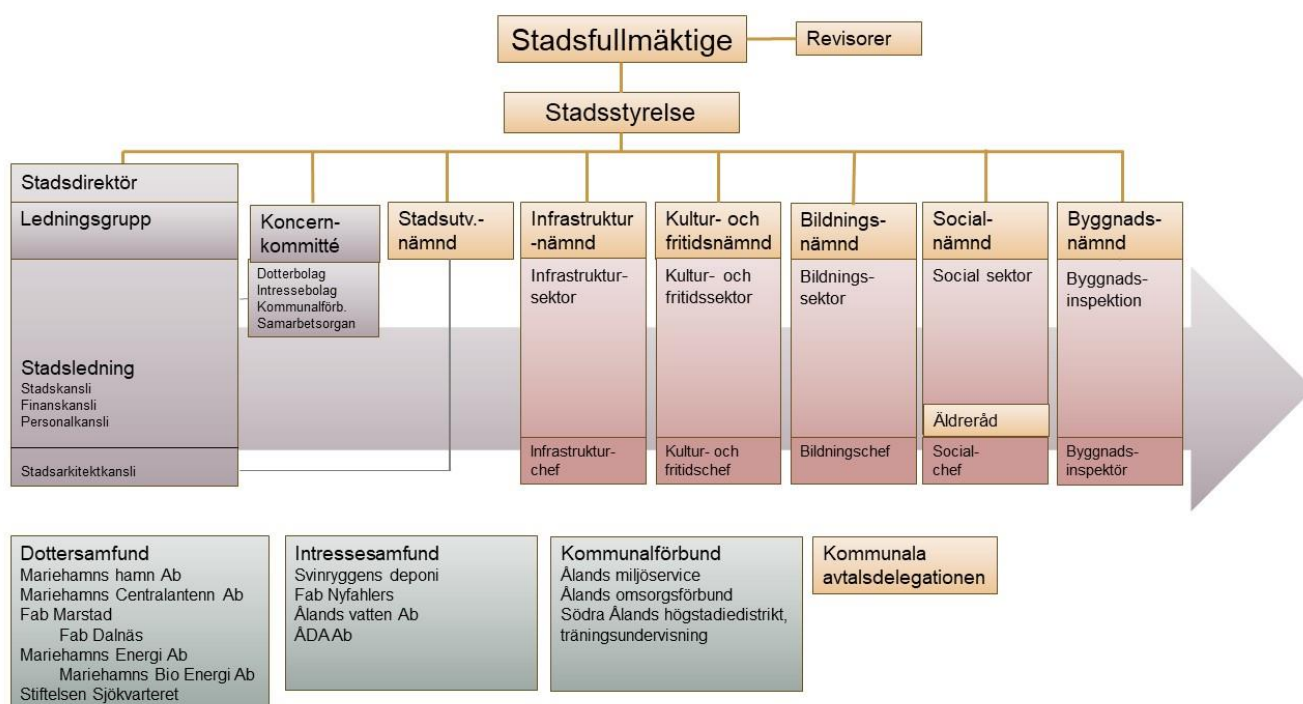 Stadsfullmäktige
Revisorer
Stadsstyrelse
Stadsdirektör
Ledningsgrupp
Stadsledning
Stadskansli
Finanskansli
Personalkansli
Stadsarkitektkansli
Koncern-
kommitté
Dotterbolag
Intressebolag
Kommunalförb.
Samarbetsorgan
Stadsutv.-
nämnd
Infrastruktur
-nämnd
Infrastruktur-
sektor
Infrastruktur-
chef
Kultur- och
fritidsnämnd
Kultur- och
fritidssektor
Kultur- och
fritidschef
Bildnings-
nämnd
Bildnings-
sektor
Bildningschef
Social-
nämnd
Social sektor
Äldreråd
Social-
chef
Byggnads-
nämnd
Byggnads-
inspektion
Byggnads-
inspektör
Dottersamfund
Mariehamns hamn Ab
Mariehamns Centralantenn Ab
Fab Marstad
Fab Dalnäs
Mariehamns Energi Ab
Mariehamns Bio Energi Ab
Stiftelsen Sjökvarteret
Intressesamfund
Svinryggens deponi
Fab Nyfahlers
Ålands vatten Ab
ÅDA Ab
Kommunalförbund
Ålands miljöservice
Ålands omsorgsförbund
Södra Ålands högstadiedistrikt,
träningsundervisning
Kommunala
avtalsdelegationen